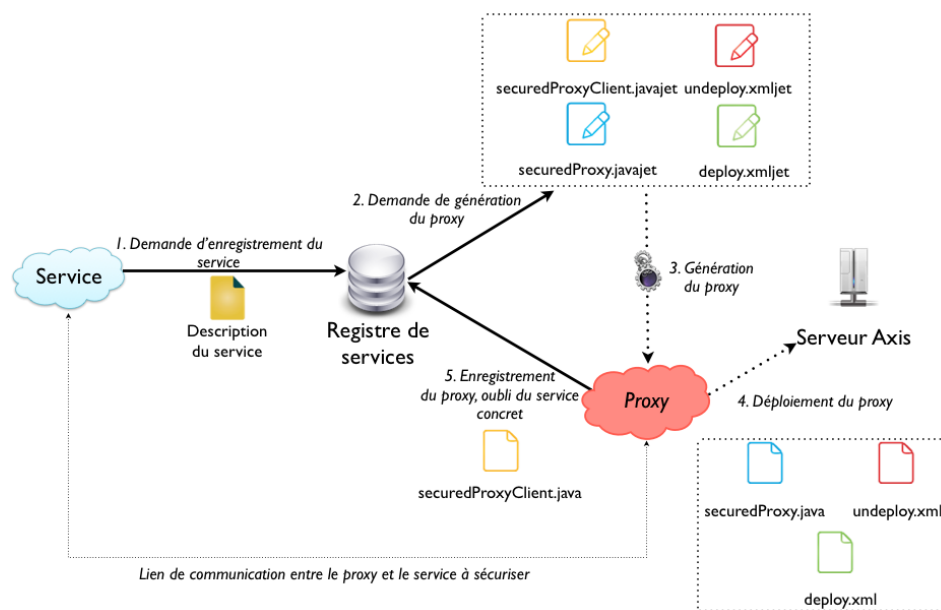 securedProxyClient.javajet
undeploy.xmljet
securedProxy.javajet
deploy.xmljet
2. Demande de génération
du proxy
1. Demande d'enregistrement du
service
Service
3. Génération
du proxy
Description
du service
Registre de
services
Serveur Axis
5. Enregistrement
du proxy, oubli du service
concret
Proxy
4. Déploiement du proxy
securedProxyClient.java
securedProxy.java
undeploy.xml
deploy.xml
Lien de communication entre le proxy et le service à sécuriser